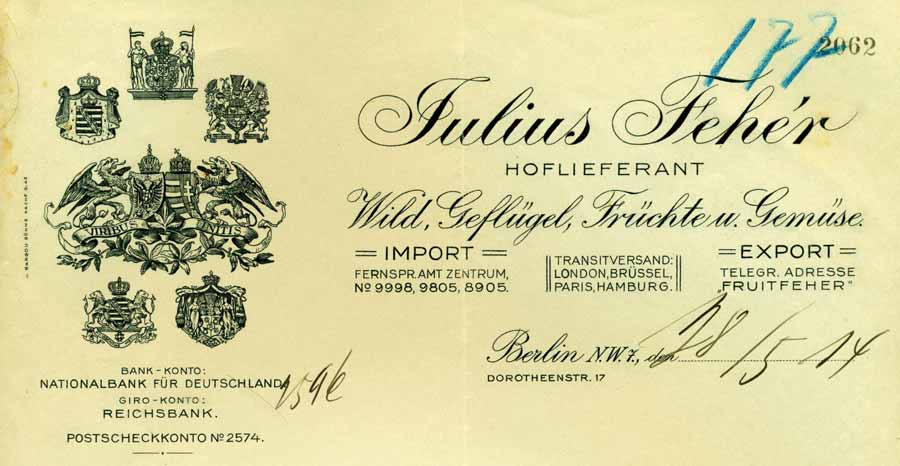 177
2062
Julius Fehér
HOFLIEFERANT
Wild, Geflügel, Früchte u. Gemüse.
IMPORT
FERNSPR. AMT ZENTRUM,
No 9998, 9805, 8905.
TRANSITVERSAND:
LONDON, BRÜSSEL,
PARIS, HAMBURG.
EXPORT
TELEGR. ADRESSE
"FRUITFEHER"
Berlin N.W. 7, den 28/5 14
DOROTHEENSTR. 17
VIRIBUS UNITIS
BANK-KONTO:
NATIONALBANK FÜR DEUTSCHLAND
1596
GIRO-KONTO:
REICHSBANK.
POSTSCHECKKONTO No 2574.